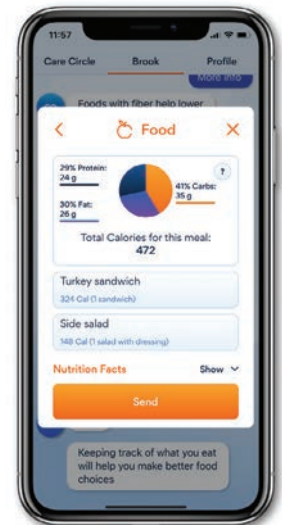 11:57
Care Circle Brook Profile
More info
Foods with fiber help lower
Food
29% Protein:
24 g
?
41% Carbs:
35 g
30% Fat:
26 g
Total Calories for this meal:
472
Turkey sandwich
324 Cal (1 sandwich)
Side salad
148 Cal (1 salad with dressing)
Nutrition Facts Show
Send
Keeping track of what you eat
will help you make better food
choices